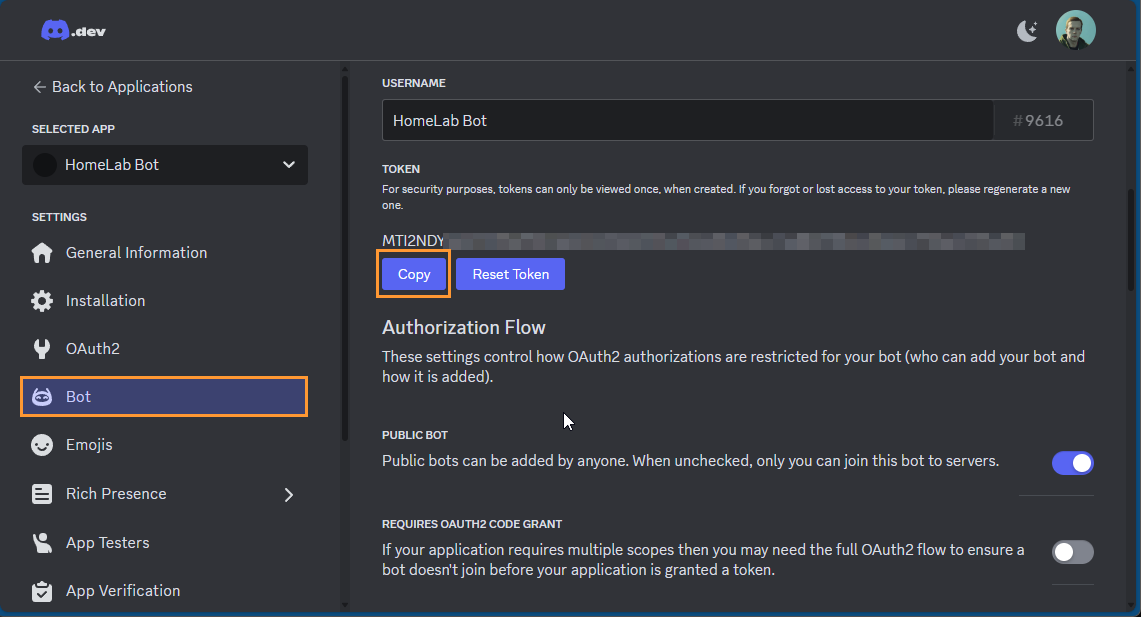 .dev
Back to Applications
SELECTED APP
HomeLab Bot
SETTINGS
General Information
Installation
OAuth2
Bot
Emojis
Rich Presence
App Testers
App Verification
USERNAME
HomeLab Bot
#9616
TOKEN
For security purposes, tokens can only be viewed once, when created. If you forgot or lost access to your token, please regenerate a new
one.
MTI2NDY
Copy
Reset Token
Authorization Flow
These settings control how OAuth2 authorizations are restricted for your bot (who can add your bot and
how it is added).
PUBLIC BOT
Public bots can be added by anyone. When unchecked, only you can join this bot to servers.
REQUIRES OAUTH2 CODE GRANT
If your application requires multiple scopes then you may need the full OAuth2 flow to ensure a
bot doesn't join before your application is granted a token.